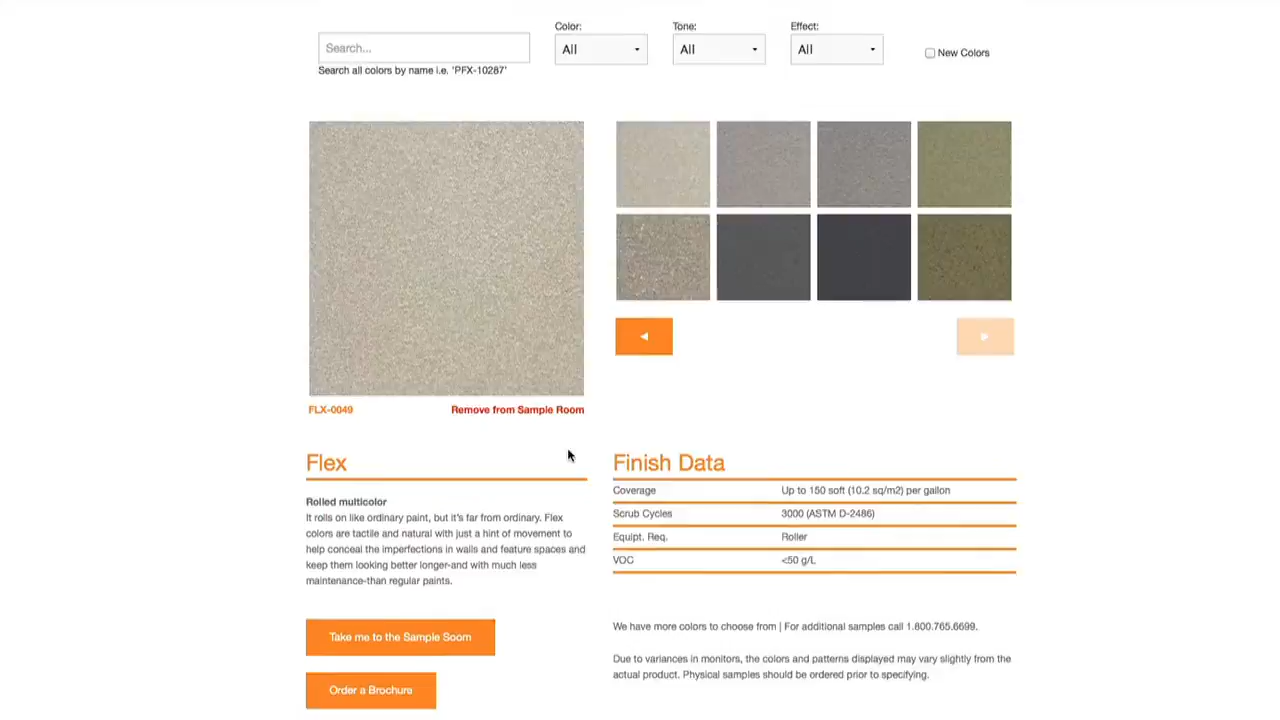 Color:
Tone:
Effect:
Search...
All
All
All
New Colors
Search all colors by name i.e. 'PFX-10287'
FLX-0049
Remove from Sample Room
Flex
Rolled multicolor
It rolls on like ordinary paint, but it's far from ordinary. Flex
colors are tactile and natural with just a hint of movement to
help conceal the imperfections in walls and feature spaces and
keep them looking better longer-and with much less
maintenance-than regular paints.
Take me to the Sample Soom
Order a Brochura
Finish Data
Coverage Up to 150 soft (10.2 sq/m2) per gallon
Scrub Cycles 3000 (ASTM D-2486)
Equipt. Req. Roller
VOC <50 g/L
We have more colors to choose from | For additional samples call 1.800.765.6699.
Due to variances in monitors, the colors and patterns displayed may vary slightly from the
actual product. Physical samples should be ordered prior to specifying.